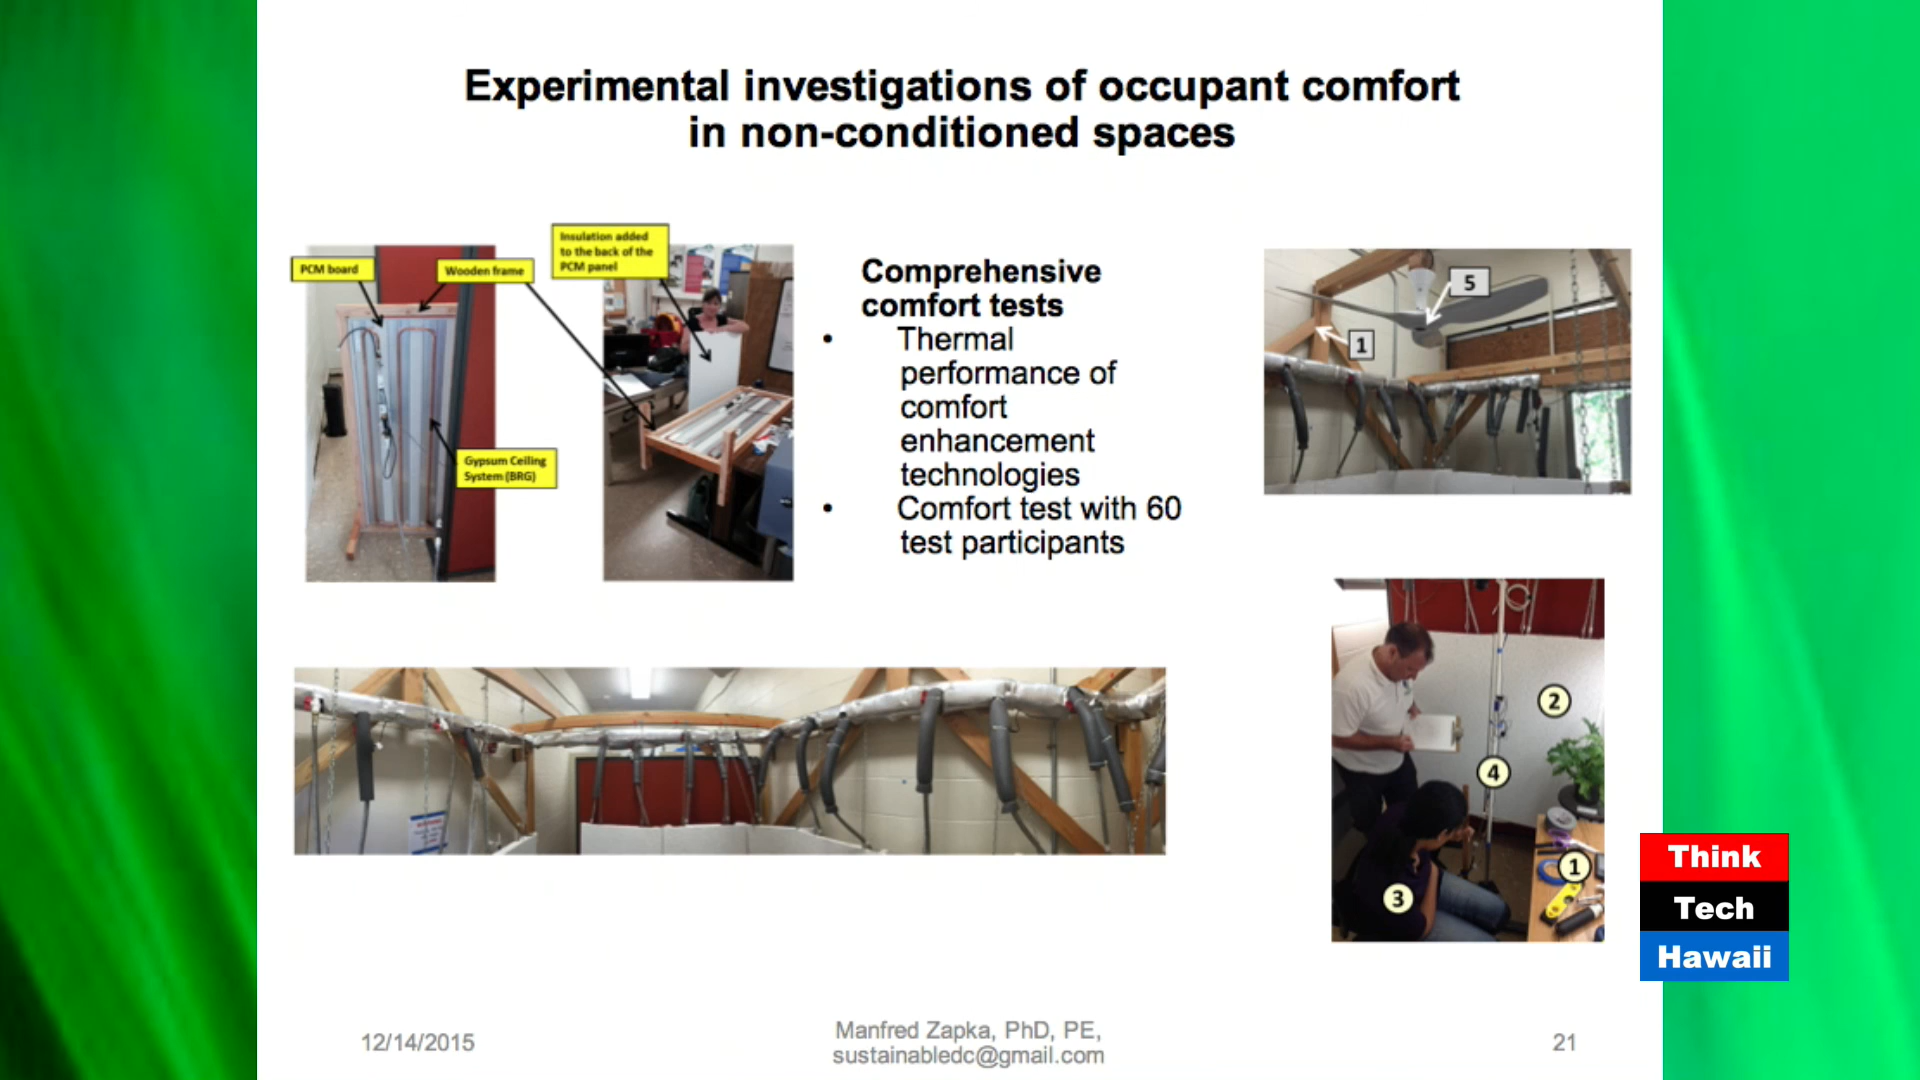 Experimental investigations of occupant comfort
in non-conditioned spaces
PCM board
Wooden frame
Insulation added
to the back of the
PCM panel
Gypsum Ceiling
System (BRG)
Comprehensive
comfort tests
• Thermal
performance of
comfort
enhancement
technologies
• Comfort test with 60
test participants
5
1
2
4
1
3
Think
Tech
Hawaii
12/14/2015
Manfred Zapka, PhD, PE,
sustainabledc@gmail.com
21